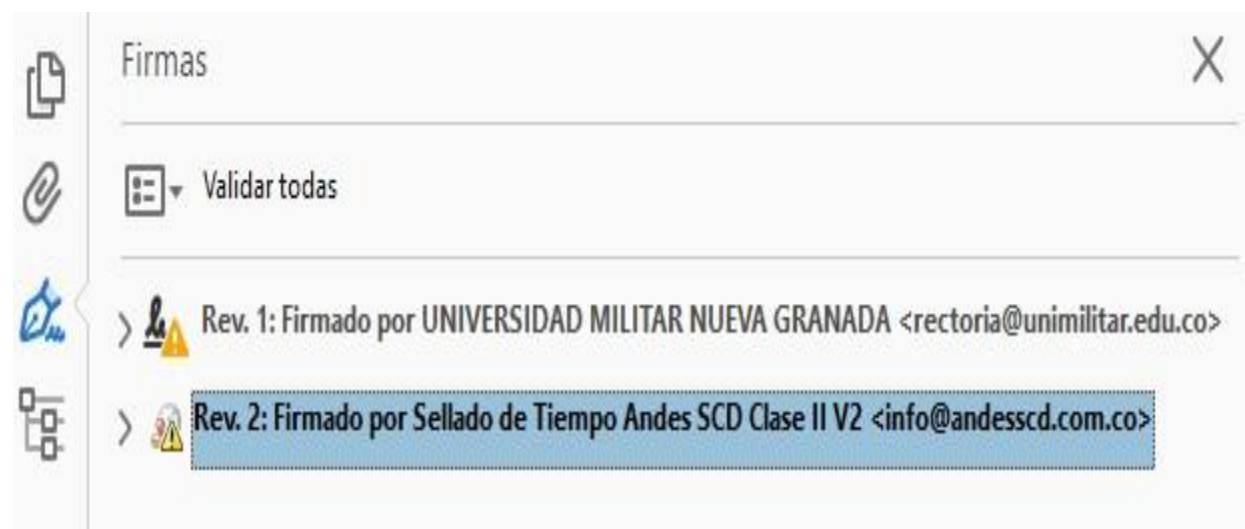 Firmas
Validar todas
Rev. 1: Firmado por UNIVERSIDAD MILITAR NUEVA GRANADA <rectoria@unimilitar.edu.co>
Rev. 2: Firmado por Sellado de Tiempo Andes SCD Clase II V2 <info@andesscd.com.co>